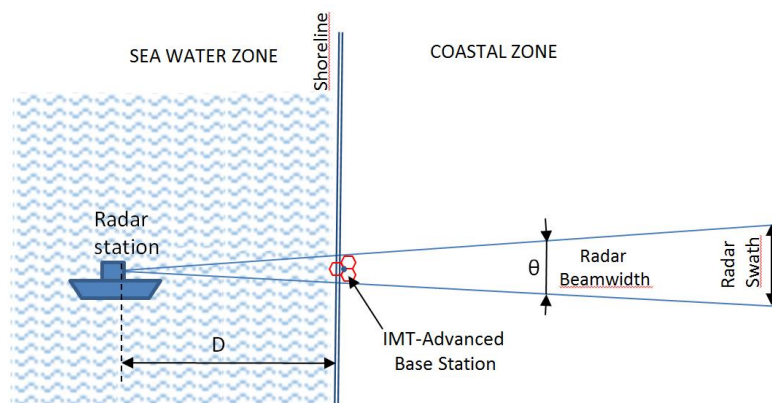 SEA WATER ZONE
Shoreline
COASTAL ZONE
Radar
station
D
IMT-Advanced
Base Station
θ
Radar
Beamwidth
Radar
Swath